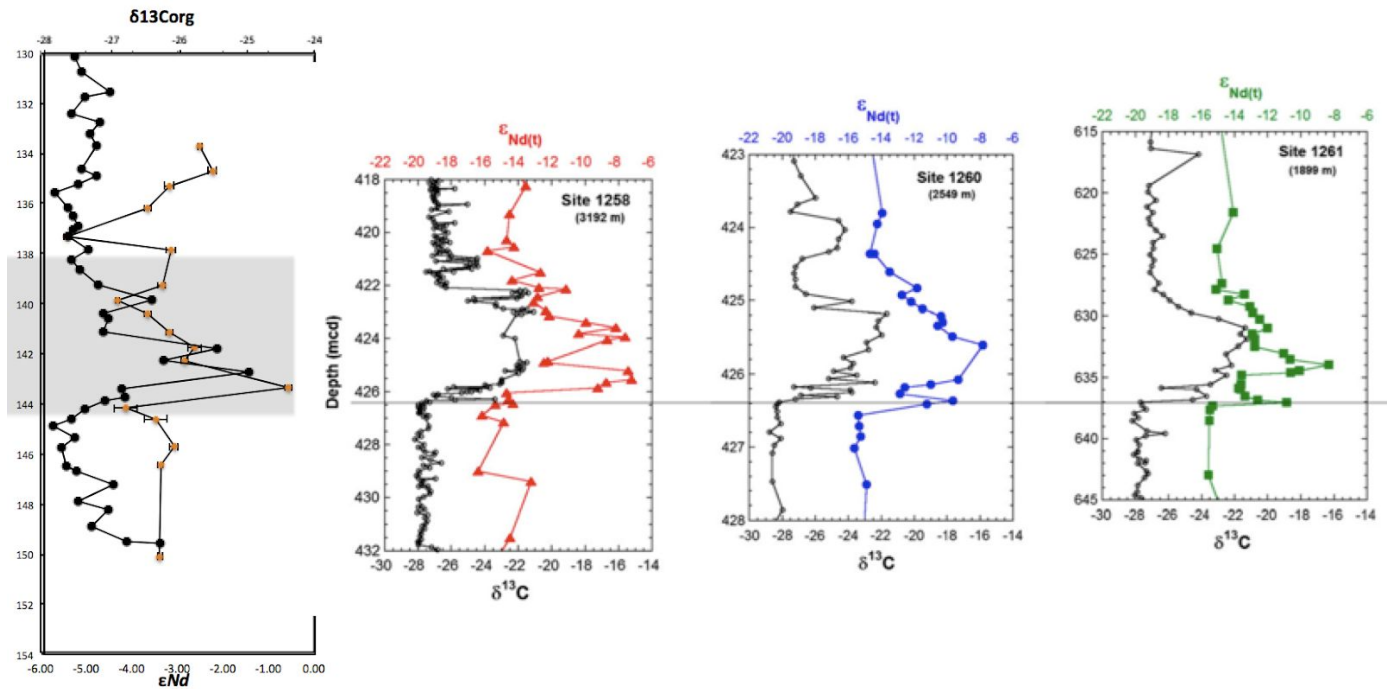 δ13Corg
-28 -27 -26 -25 -24
130
132
134
136
138
140
142
144
146
148
150
152
154
-6.00 -5.00 -4.00 -3.00 -2.00 -1.00 0.00
εNd
ε Nd(t)
-22 -20 -18 -16 -14 -12 -10 -8 -6
Site 1258
(3192 m)
Depth (mcd)
418
420
422
424
426
428
430
432
-30 -28 -26 -24 -22 -20 -18 -16 -14
δ13C
ε Nd(t)
-22 -20 -18 -16 -14 -12 -10 -8 -6
Site 1260
(2549 m)
423
424
425
426
427
428
-30 -28 -26 -24 -22 -20 -18 -16 -14
δ13C
ε Nd(t)
-22 -20 -18 -16 -14 -12 -10 -8 -6
Site 1261
(1899 m)
615
620
625
630
635
640
645
-30 -28 -26 -24 -22 -20 -18 -16 -14
δ13C